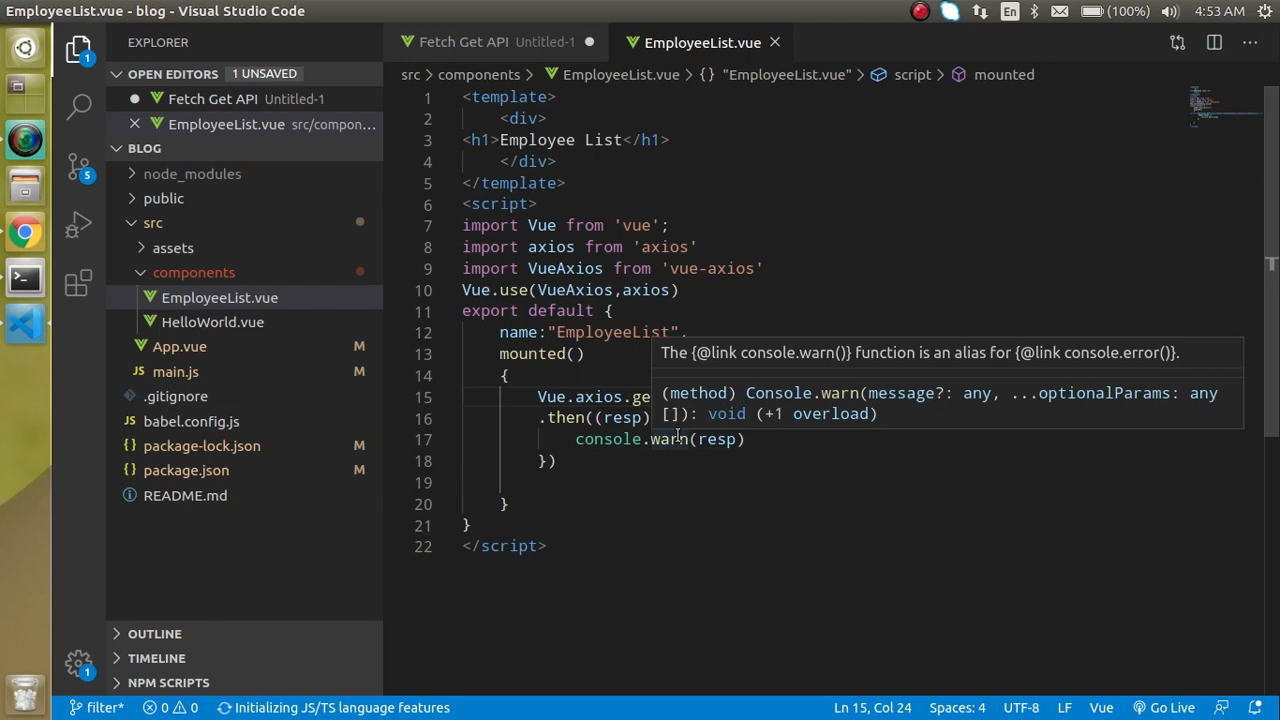 EmployeeList.vue - blog - Visual Studio Code
En
(100%)
4:53 AM
EXPLORER
OPEN EDITORS
1 UNSAVED
Fetch Get API Untitled-1
EmployeeList.vue src/compon...
BLOG
node_modules
public
src
assets
components
EmployeeList.vue
HelloWorld.vue
App.vue M
main.js M
.gitignore
babel.config.js
package-lock.json M
package.json M
README.md
OUTLINE
TIMELINE
NPM SCRIPTS
1
5
1
Fetch Get API Untitled-1
EmployeeList.vue
src > components > EmployeeList.vue > {} "EmployeeList.vue" > script > mounted
1 <template>
2 <div>
3 <h1>Employee List</h1>
4 </div>
5 </template>
6 <script>
7 import Vue from 'vue';
8 import axios from 'axios'
9 import VueAxios from 'vue-axios'
10 Vue.use(VueAxios,axios)
11 export default {
12 name:"EmployeeList",
13 mounted()
14 {
15 Vue.axios.ge
16 .then((resp)
17 console.warn(resp)
18 })
19
20 }
21 }
22 </script>
The {@link console.warn()} function is an alias for {@link console.error()}.
(method) Console.warn(message?: any, ...optionalParams: any
[]): void (+1 overload)
filter* 0 0 Initializing JS/TS language features
Ln 15, Col 24 Spaces: 4 UTF-8 LF Vue Go Live